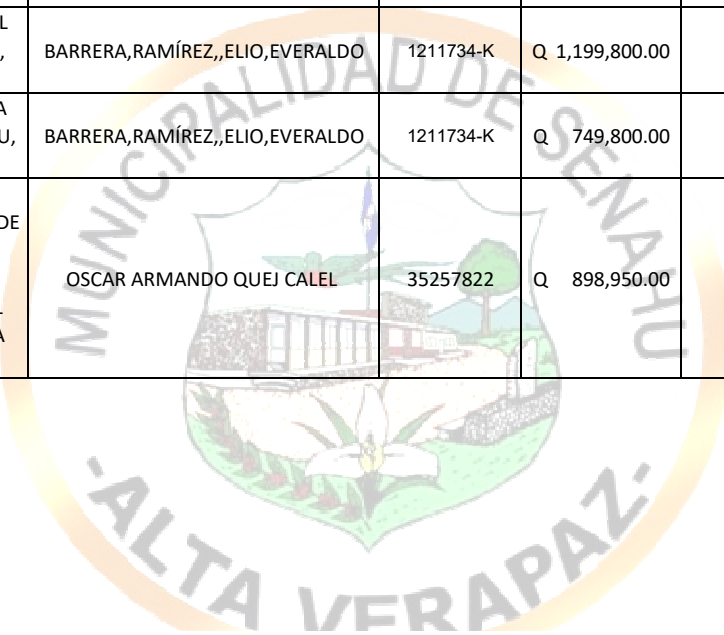 L
, BARRERA,RAMÍREZ,,ELIO,EVERALDO 1211734-K Q 1,199,800.00
A
U, BARRERA,RAMÍREZ,,ELIO,EVERALDO 1211734-K Q 749,800.00
DE
OSCAR ARMANDO QUEJ CALEL 35257822 Q 898,950.00
A
MUNICIPALIDAD DE SENAHU
-ALTA VERAPAZ-